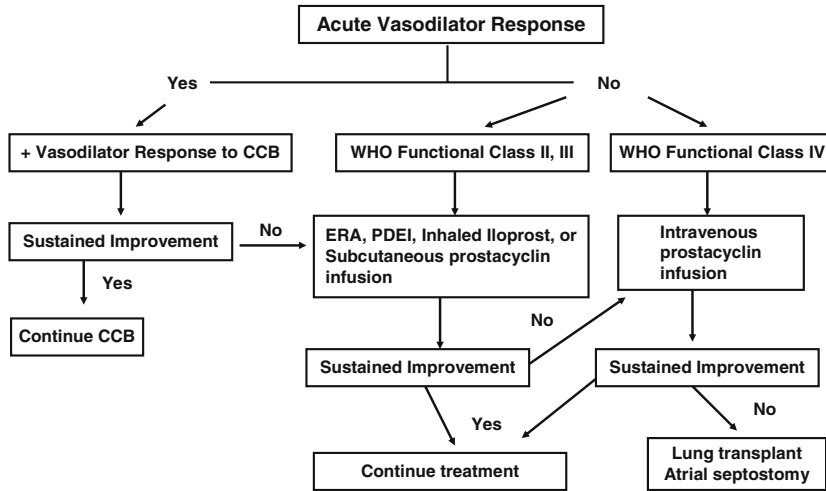 Acute Vasodilator Response
Yes
No
+ Vasodilator Response to CCB
WHO Functional Class II, III
WHO Functional Class IV
Sustained Improvement
No
ERA, PDEI, Inhaled Iloprost, or
Subcutaneous prostacyclin
infusion
Intravenous
prostacyclin
infusion
Yes
Continue CCB
No
Sustained Improvement
Sustained Improvement
Yes
No
Continue treatment
Lung transplant
Atrial septostomy